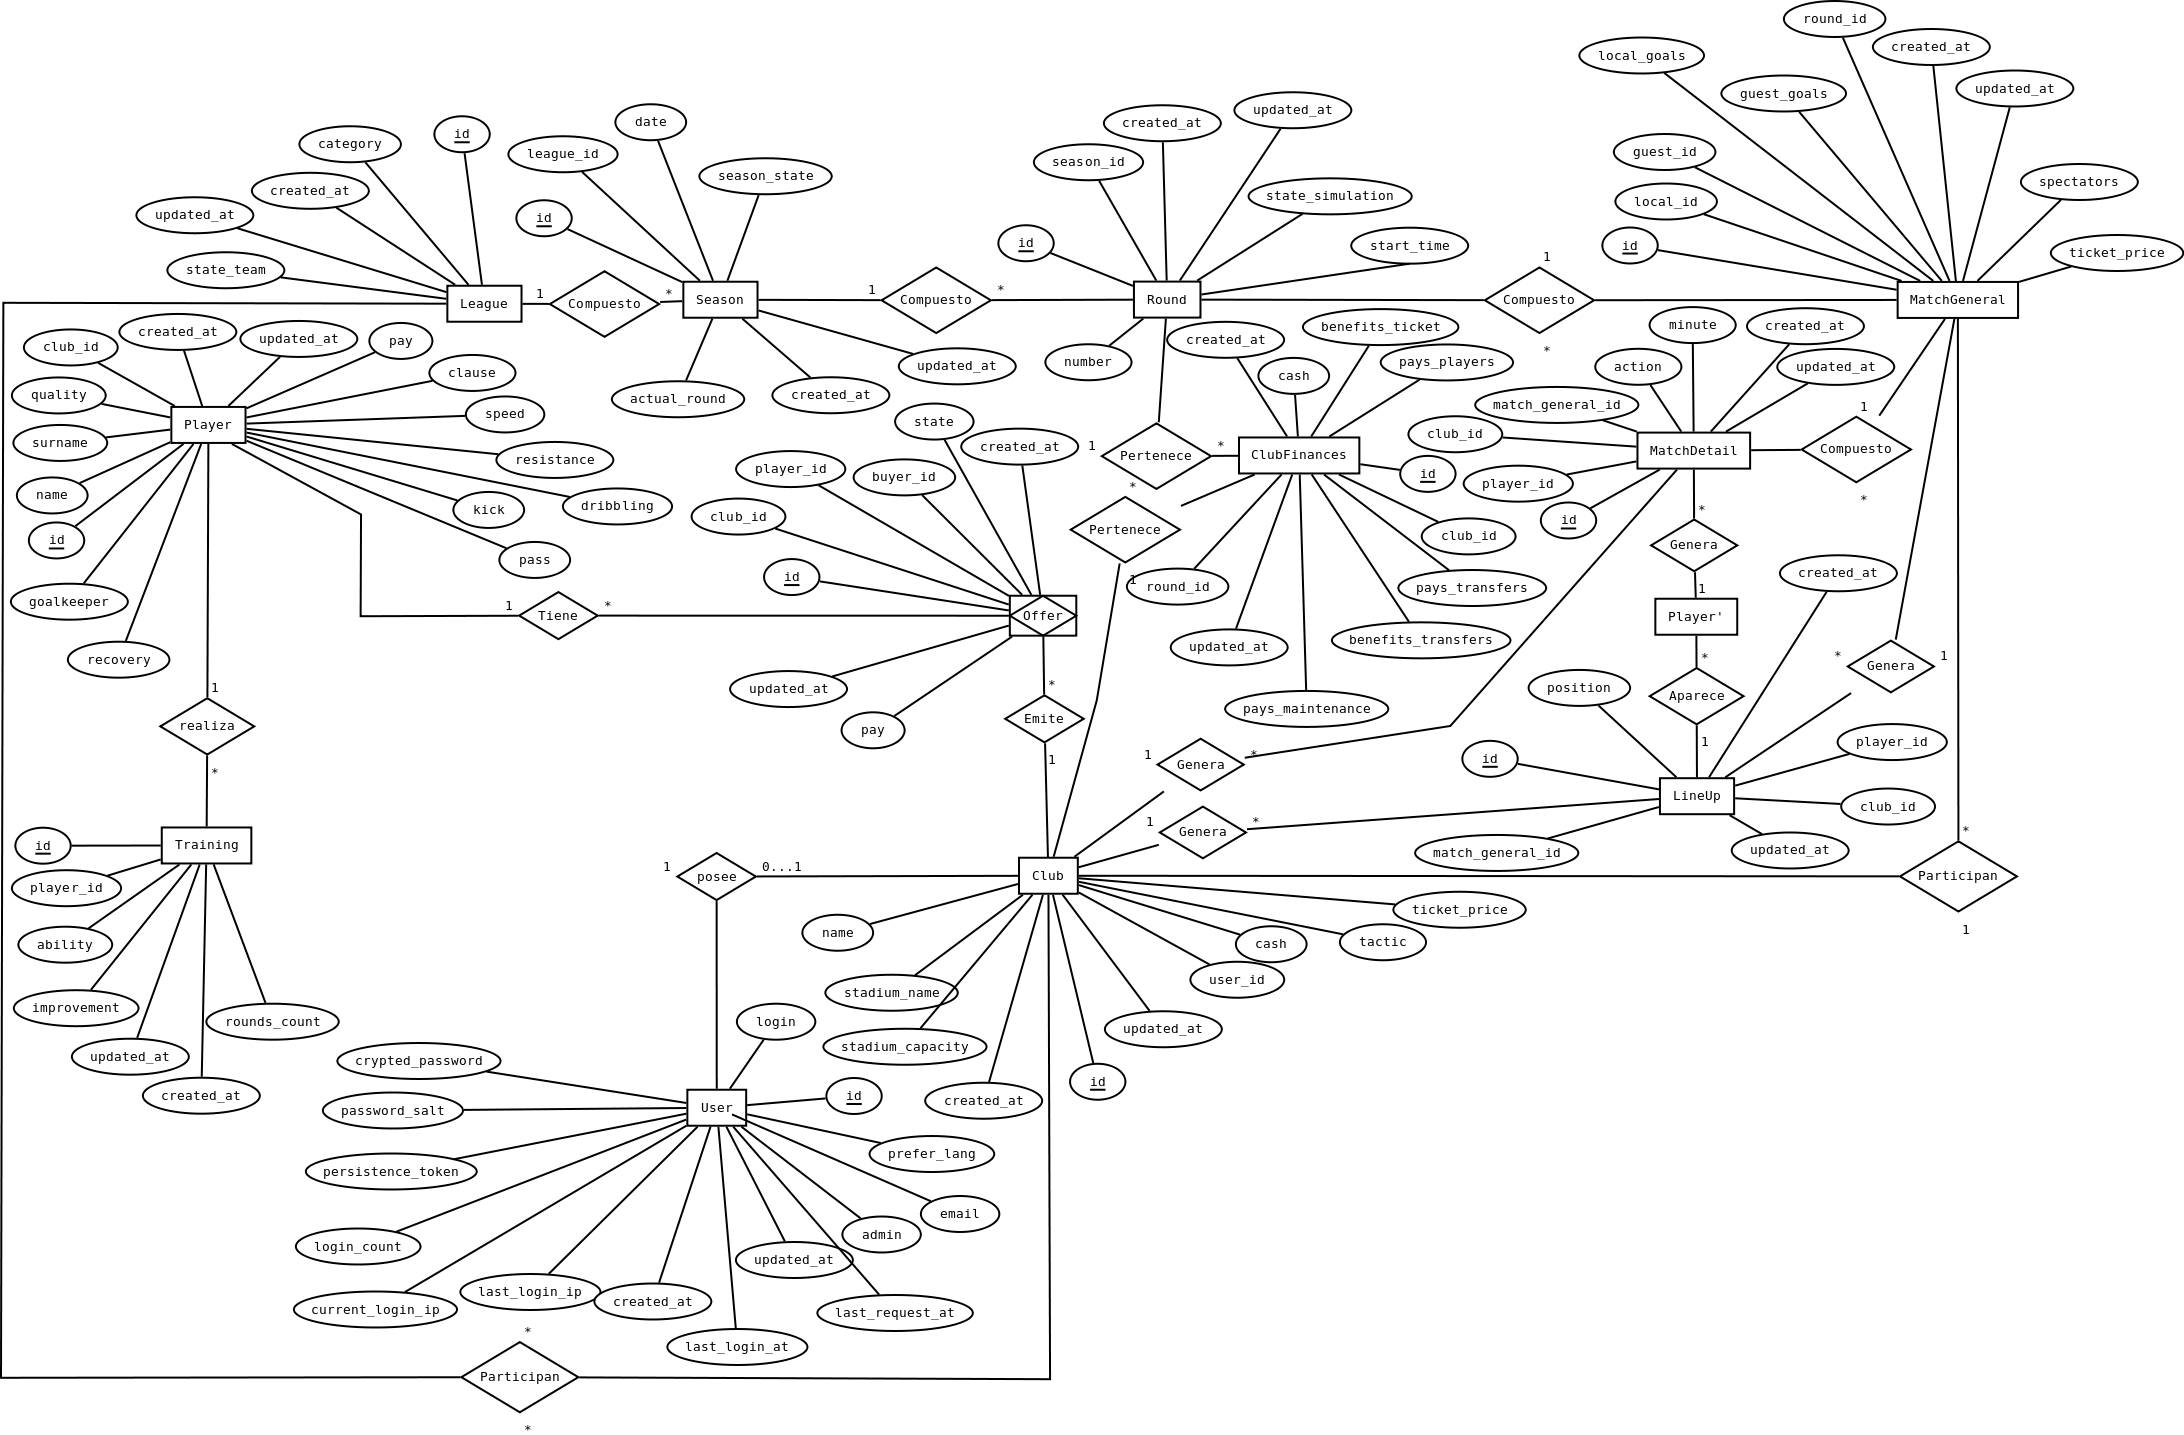 round_id
local_goals
created_at
guest_goals
updated_at
date
created_at
updated_at
category
id
league_id
season_id
guest_id
spectators
created_at
season_state
state_simulation
local_id
updated_at
id
id
start_time
id
ticket_price
state_team
1
League
1
Compuesto
*
Season
1
Compuesto
*
Round
Compuesto
MatchGeneral
*
club_id
created_at
updated_at
pay
number
created_at
benefits_ticket
minute
created_at
clause
updated_at
cash
pays_players
action
updated_at
quality
actual_round
created_at
match_general_id
1
speed
state
Player
surname
created_at
1
Pertenece
*
ClubFinances
club_id
MatchDetail
Compuesto
resistance
player_id
buyer_id
id
player_id
name
*
*
kick
dribbling
club_id
Pertenece
id
*
id
club_id
Genera
pass
id
1
round_id
pays_transfers
1
created_at
goalkeeper
1
Tiene
*
Offer
Player'
recovery
updated_at
benefits_transfers
*
*
Genera
1
1
updated_at
*
position
Aparece
realiza
pay
Emite
pays_maintenance
1
player_id
*
1
1
Genera
*
id
LineUp
club_id
1
Genera
*
*
id
Training
match_general_id
updated_at
1
posee
0...1
Club
Participan
player_id
name
ticket_price
1
ability
cash
tactic
stadium_name
user_id
improvement
rounds_count
login
updated_at
stadium_capacity
updated_at
crypted_password
created_at
password_salt
User
id
created_at
id
persistence_token
prefer_lang
login_count
email
admin
updated_at
current_login_ip
last_login_ip
created_at
last_request_at
*
last_login_at
Participan
*